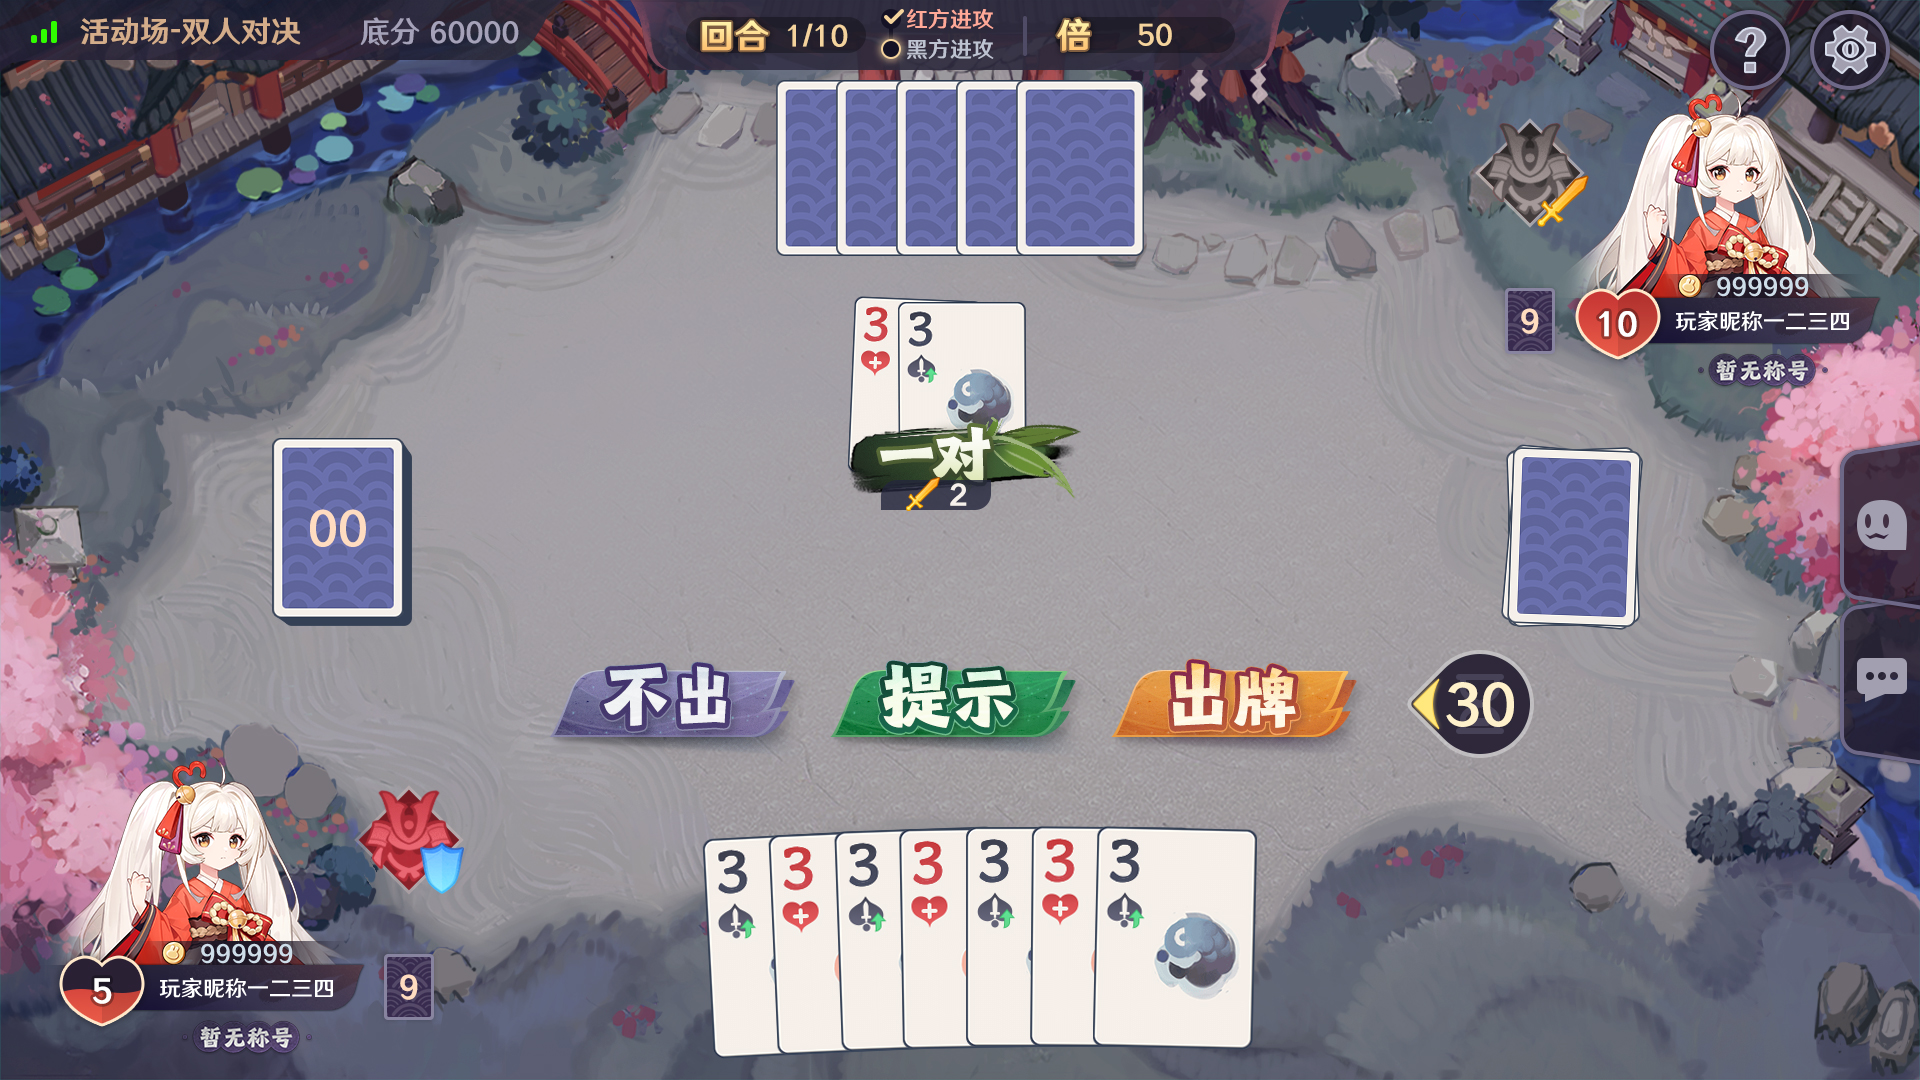 活动场-双人对决
底分 60000
回合 1/10
红方进攻
黑方进攻
倍 50
?
999999
9
10
玩家昵称一二三四
暂无称号
3
3
一对
2
00
不出
提示
出牌
30
3
3
3
3
3
3
3
999999
5
玩家昵称一二三四
9
暂无称号